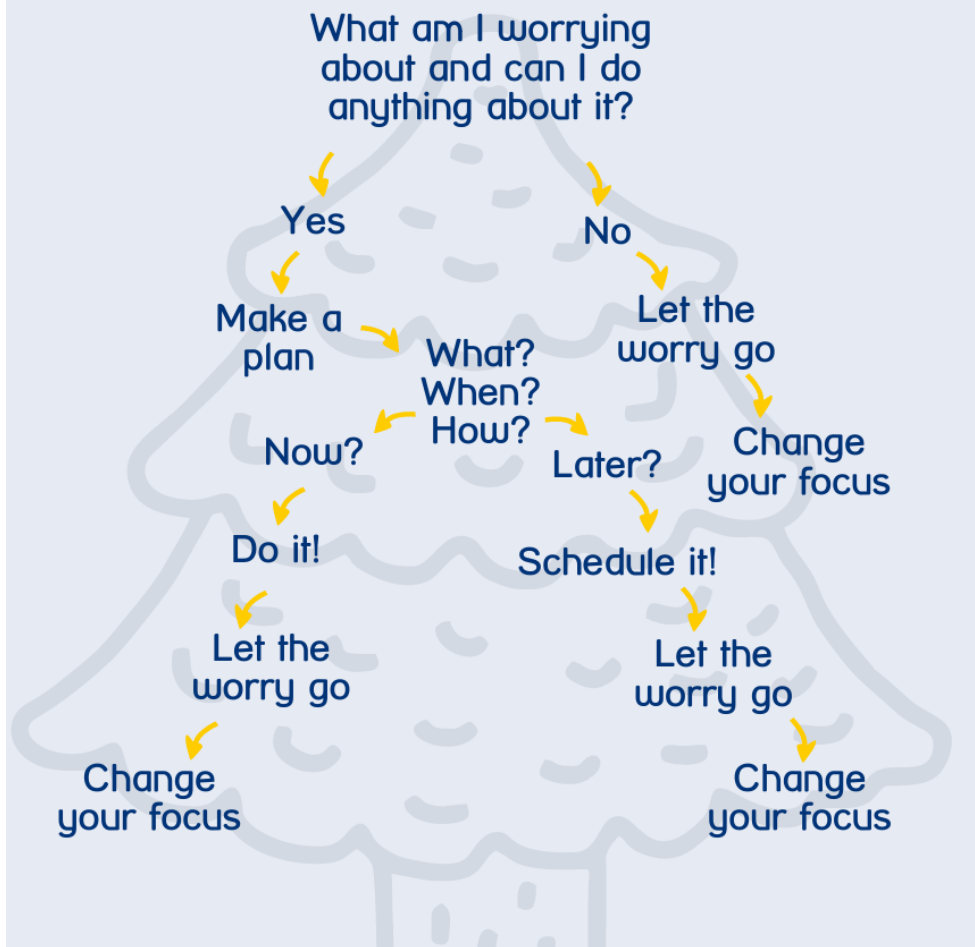 What am I worrying
about and can I do
anything about it?
Yes
No
Make a
plan
What?
When?
How?
Let the
worry go
Change
your focus
Now?
Later?
Do it!
Schedule it!
Let the
worry go
Let the
worry go
Change
your focus
Change
your focus